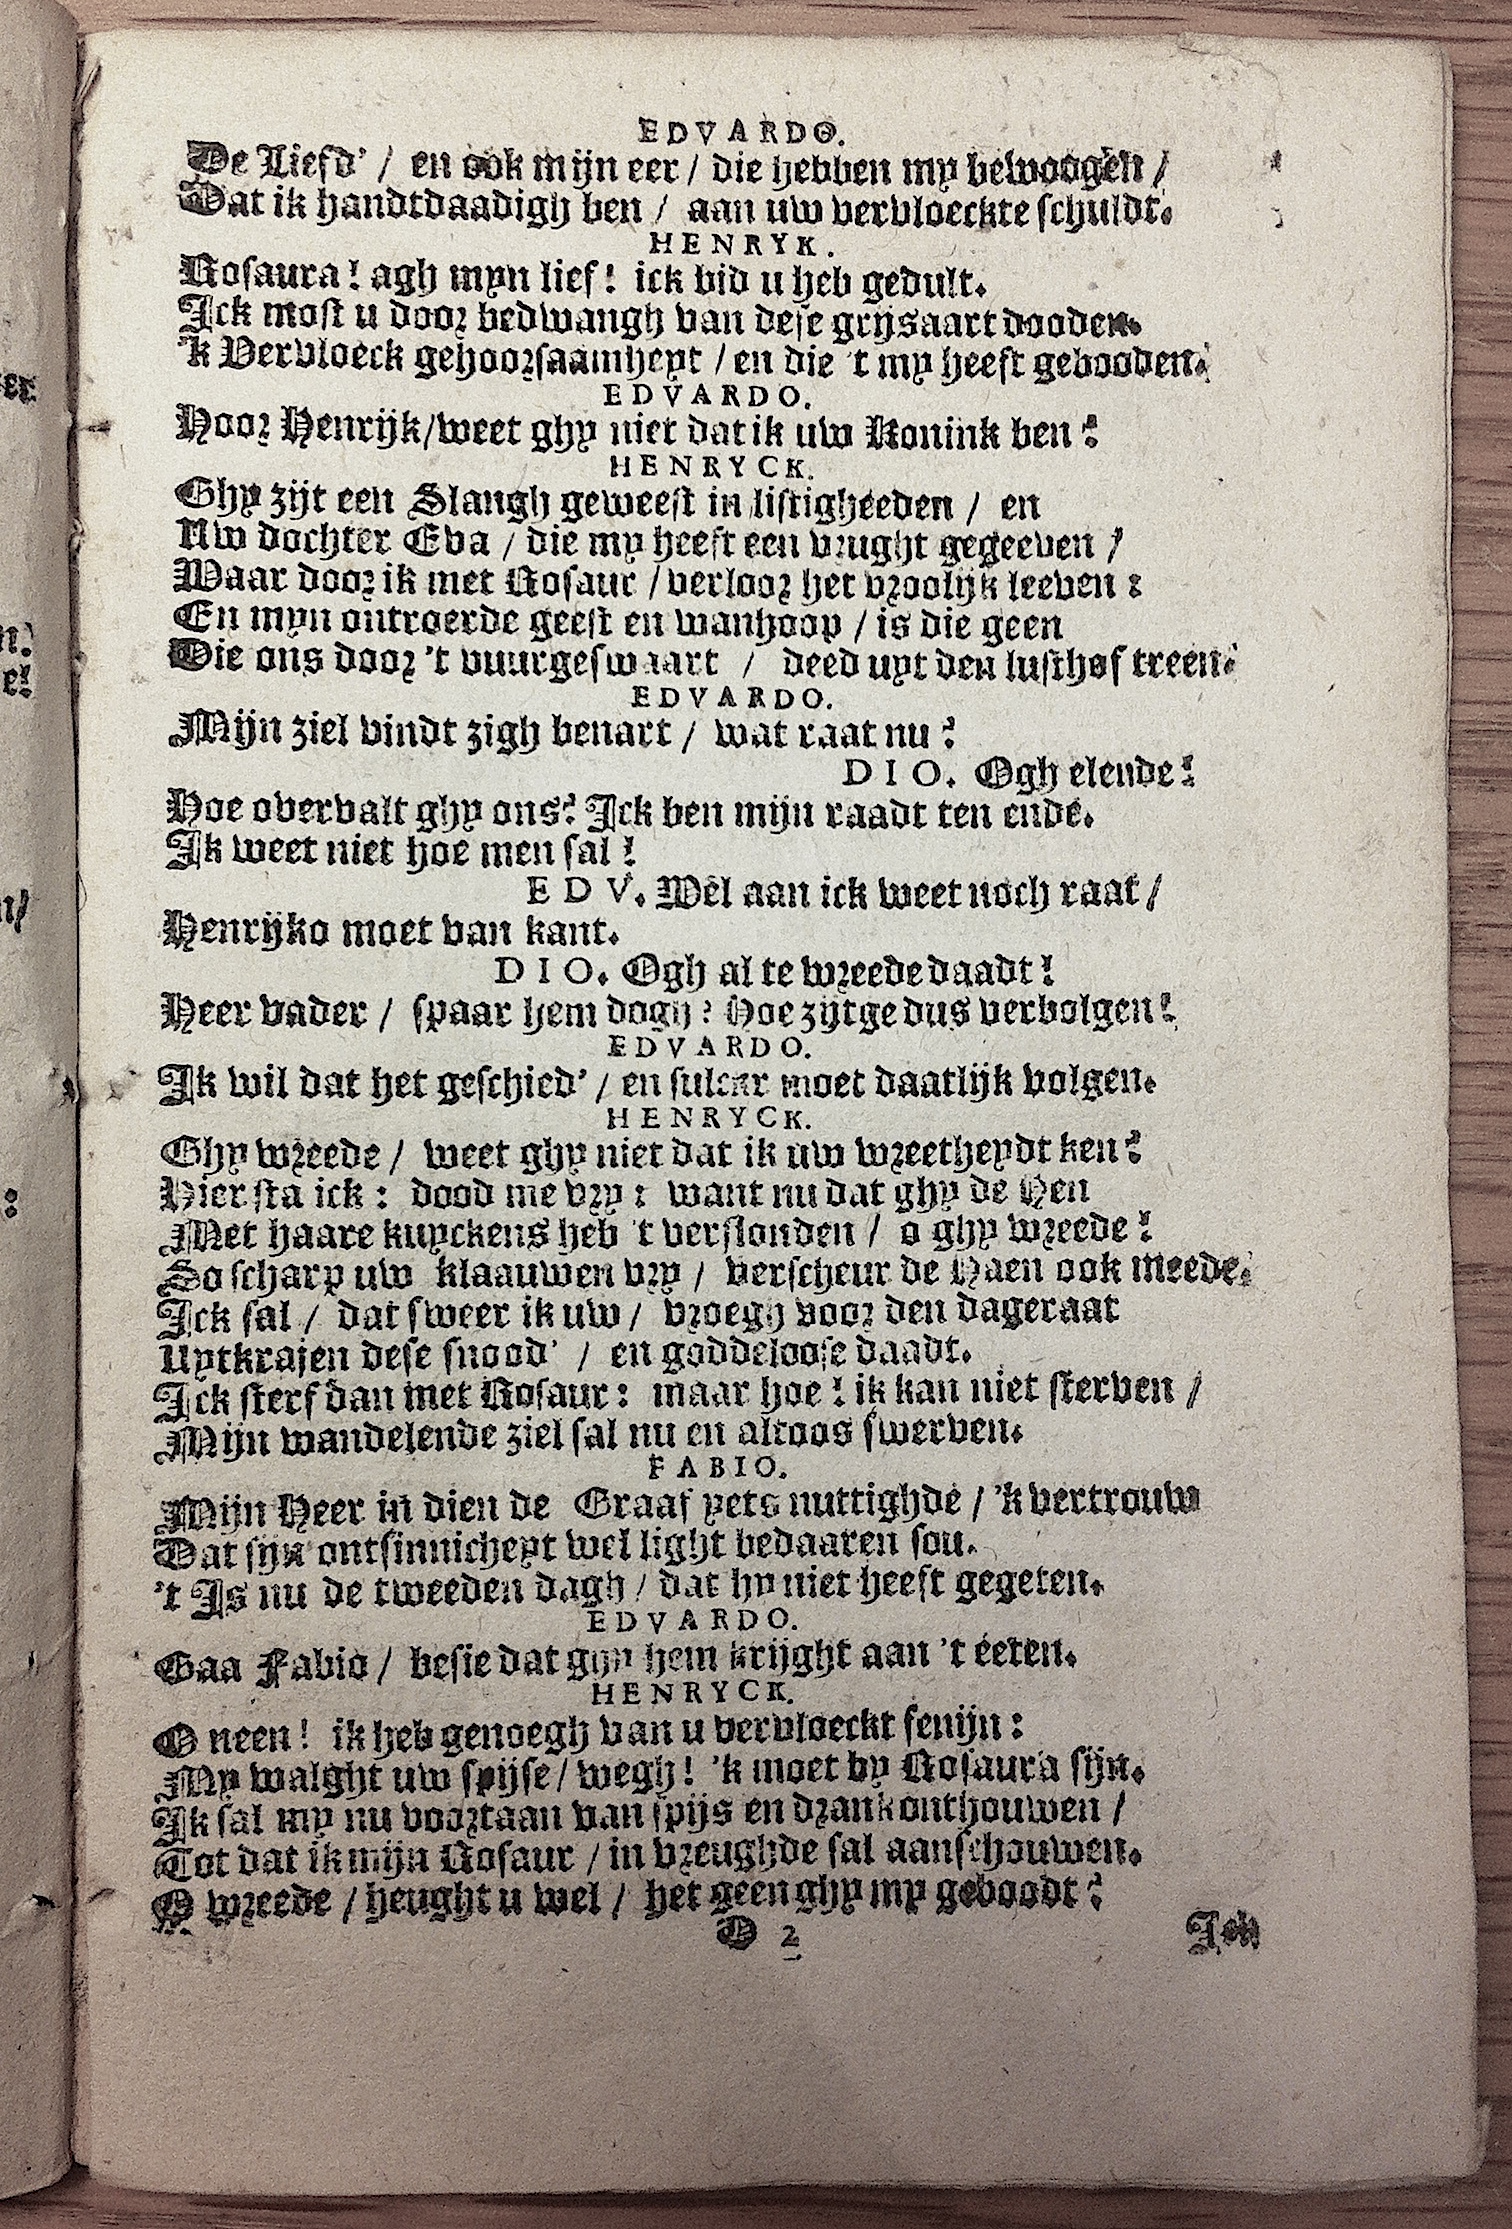 EDVARDO.
De Liefd' / en ook mijn eer / die hebben my bewoogen /
Dat ik handtdaadigh ben / aan uw vervloeckte schuldt.
HENRYK.
Rosaura! agh myn lief! ick bid u heb gedult.
Ick most u door bedwangh van dese grijsaart dooden.
'k Vervloeck gehoorsaamheyt / en die 't my heeft gebooden.
EDVARDO.
Hoor Henrijk/weet ghy niet dat ik uw Konink ben?
HENRYCK.
Ghy zijt een Slangh geweest in listigheeden / en
Uw dochter Eva / die my heeft een vrught gegeeven /
Waar door ik met Rosaur / verloor het vroolijk leeven:
En myn ontroerde geest en wanhoop / is die geen
Die ons door 't vuurgeswaart / deed uyt den lusthof treen.
EDVARDO.
Mijn ziel vindt zigh benart / wat raat nu?
DIO. Ogh elende!
Hoe overvalt ghy ons? Ick ben mijn raadt ten ende.
Ik weet niet hoe men sal!
EDV. Wel aan ick weet noch raat /
Henrijko moet van kant.
DIO. Ogh al te wreede daadt!
Heer vader / spaar hem dogh? Hoe zijtge dus verbolgen!
EDVARDO.
Ik wil dat het geschied' / en sulckr moet daatlijk volgen.
HENRYCK.
Ghy wreede / weet ghy niet dat ik uw wreetheydt ken?
Hier sta ick: dood me vry: want nu dat ghy de Hen
Met haare kuyckens heb 't verslonden / o ghy wreede!
So scharp uw klaauwen vry / verscheur de Haen ook meede.
Ick sal / dat sweer ik uw / vroegh voor den dageraat
Uytkrajen dese snood' / en goddeloose daadt.
Ick sterf dan met Rosaur: maar hoe! ik kan niet sterven /
Mijn wandelende ziel sal nu en altoos swerven.
FABIO.
Mijn Heer in dien de Graaf yets nuttighde / 'k vertrouw
Dat sijn ontsinnicheyt wel light bedaaren sou.
't Is nu de tweeden dagh / dat hy niet heeft gegeten.
EDVARDO.
Gaa Fabio / besie dat ghy hem krijght aan 't eeten.
HENRYCK.
O neen! ik heb genoegh van u vervloeckt fenijn:
My walght uw spijse / wegh! 'k moet by Rosaura sijn.
Ik sal my nu voortaan van spijs en drank onthouwen /
Tot dat ik mijn Rosaur / in vreughde sal aanschouwen.
O wreede / heught u wel / het geen ghy my geboodt?
O 2
Ick